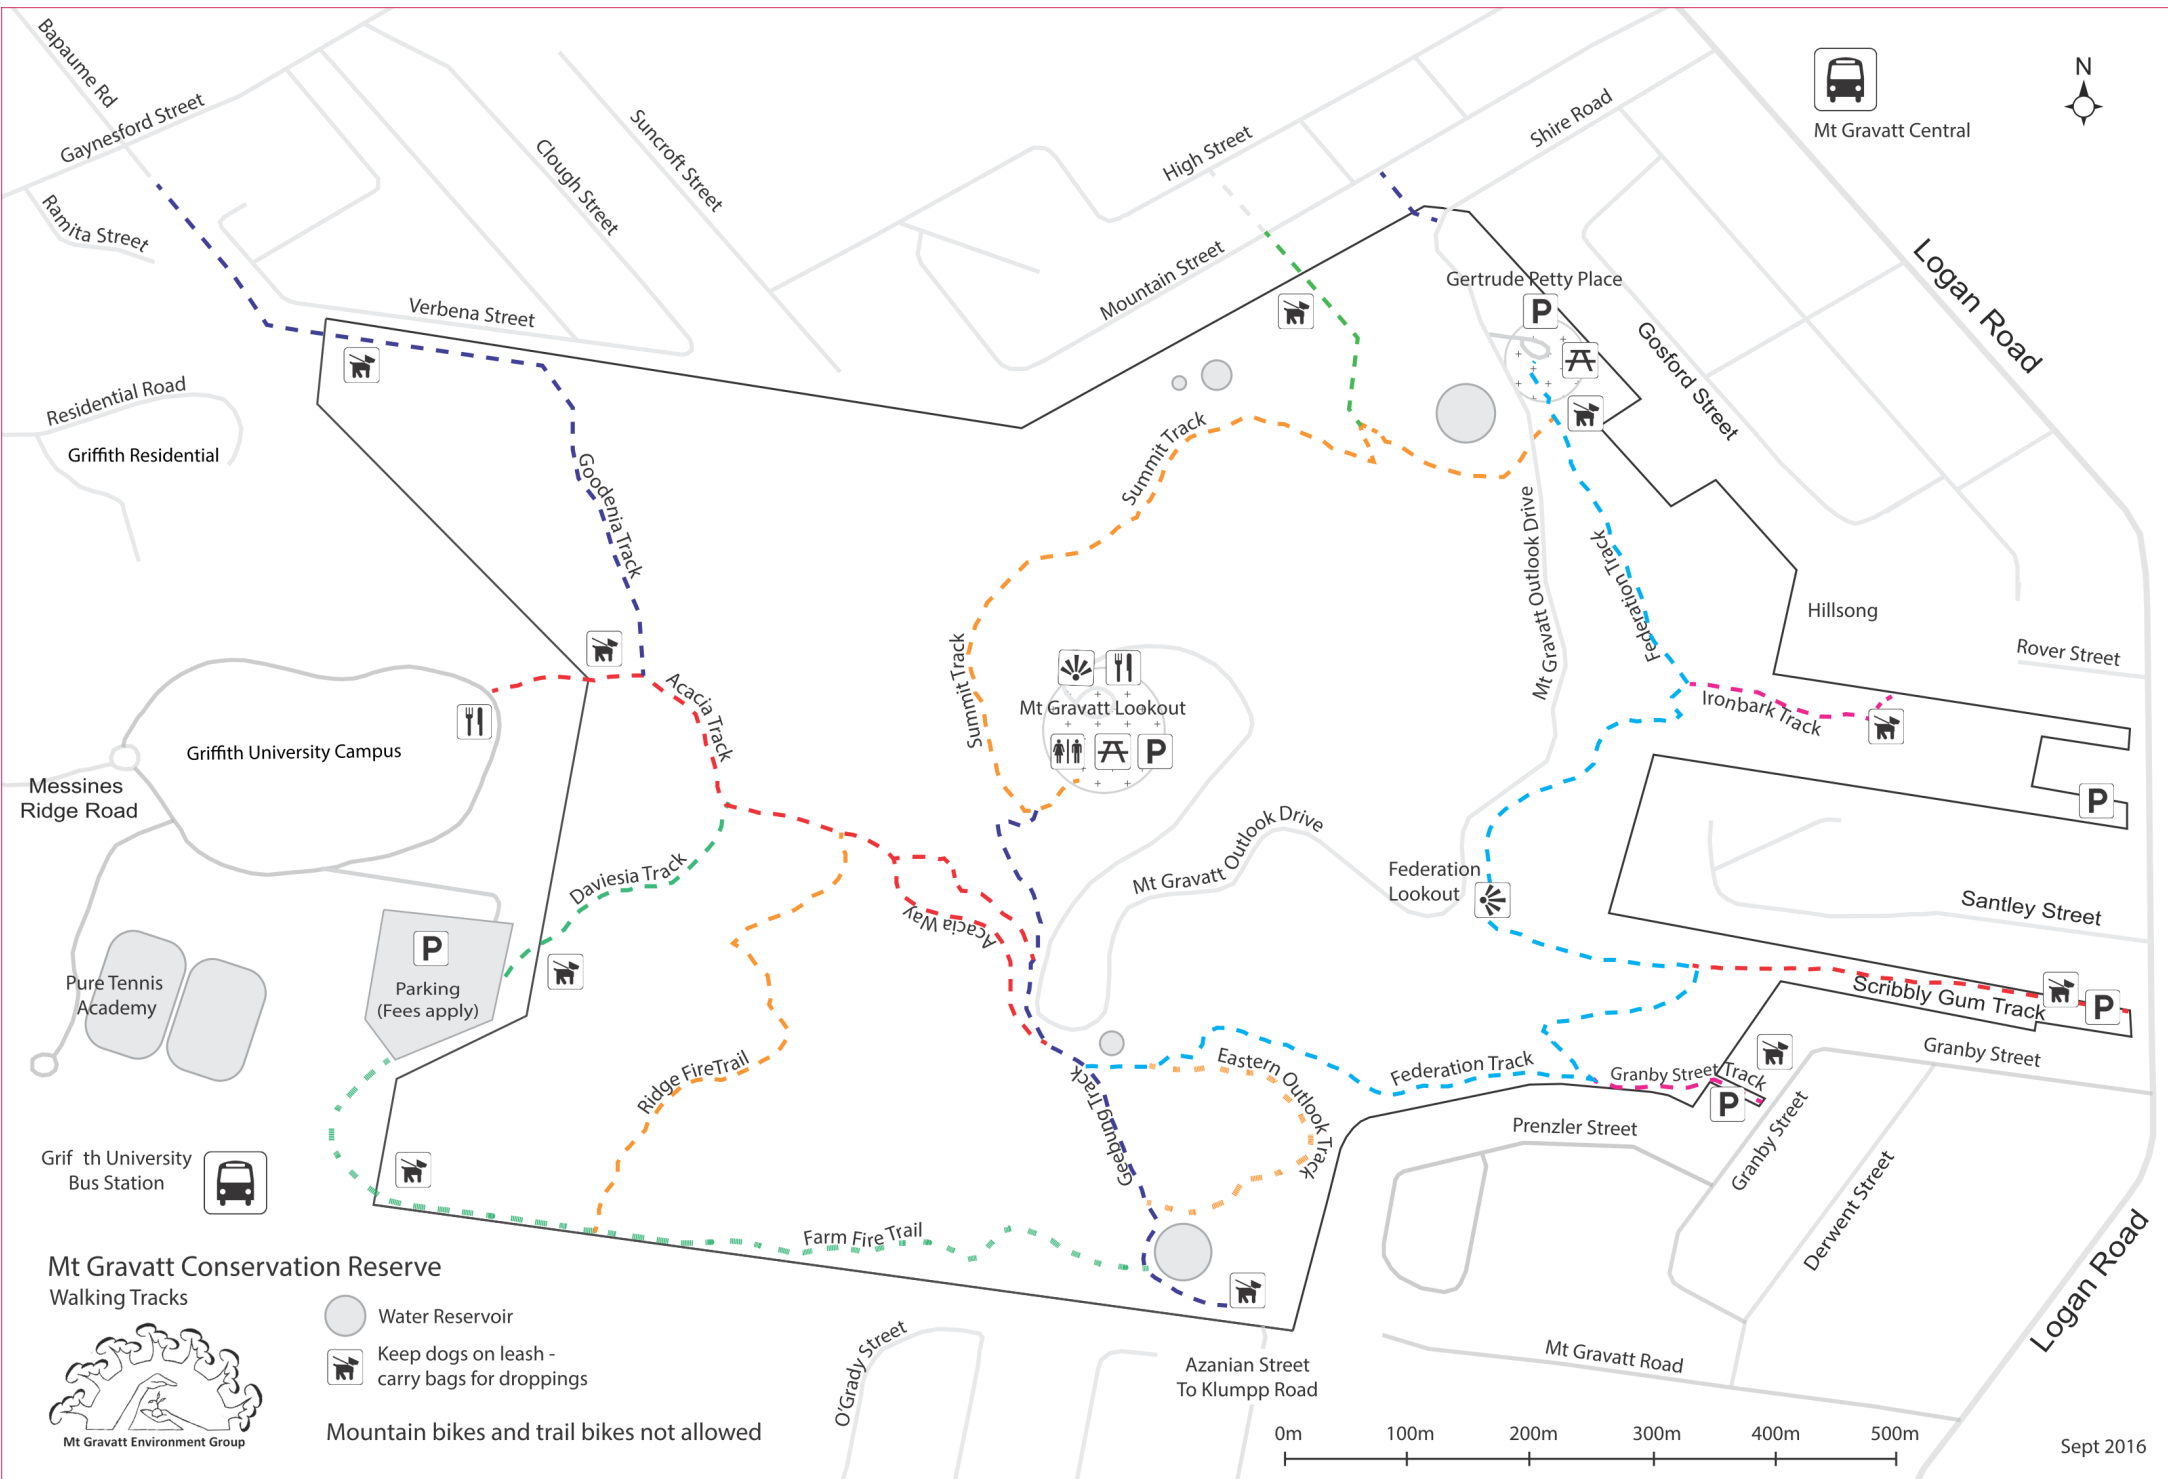 Bapaume Rd
Gaynesford Street
Ramita Street
Clough Street
Suncroft Street
Verbena Street
High Street
Mountain Street
Shire Road
Mt Gravatt Central
N
Logan Road
Gertrude Petty Place
P
Gosford Street
Residential Road
Griffith Residential
Goodenia Track
Summit Track
Mt Gravatt Outlook Drive
Federation Track
Hillsong
Rover Street
Ironbark Track
Acacia Track
Summit Track
Mt Gravatt Lookout
P
Griffith University Campus
Messines
Ridge Road
P
Mt Gravatt Outlook Drive
Federation
Lookout
Daviesia Track
Acacia Way
Santley Street
Scribbly Gum Track
P
P
Parking
(Fees apply)
Pure Tennis
Academy
Ridge FireTrail
Eastern Outlook Track
Federation Track
Granby Street Track
P
Granby Street
Granby Street
Prenzler Street
Derwent Street
Geebung Track
Grif th University
Bus Station
Farm Fire Trail
Logan Road
Mt Gravatt Conservation Reserve
Walking Tracks
Water Reservoir
Keep dogs on leash -
carry bags for droppings
Mt Gravatt Environment Group
Mountain bikes and trail bikes not allowed
O'Grady Street
Azanian Street
To Klumpp Road
Mt Gravatt Road
0m 100m 200m 300m 400m 500m
Sept 2016